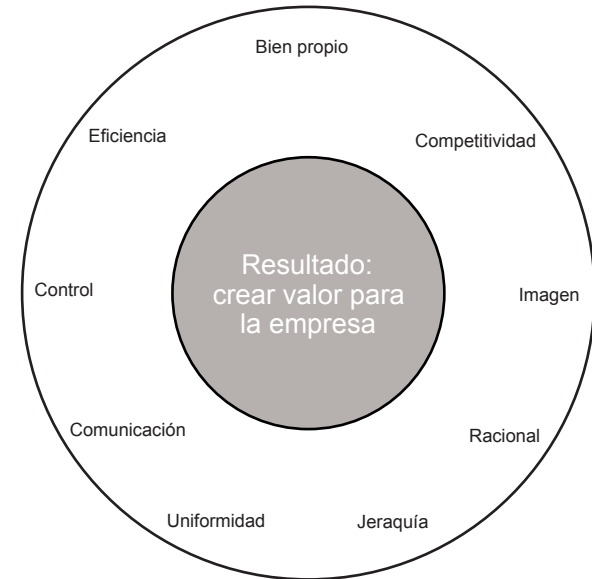 Bien propio
Eficiencia
Competitividad
Resultado:
crear valor para
la empresa
Control
Imagen
Comunicación
Racional
Uniformidad
Jeraquía